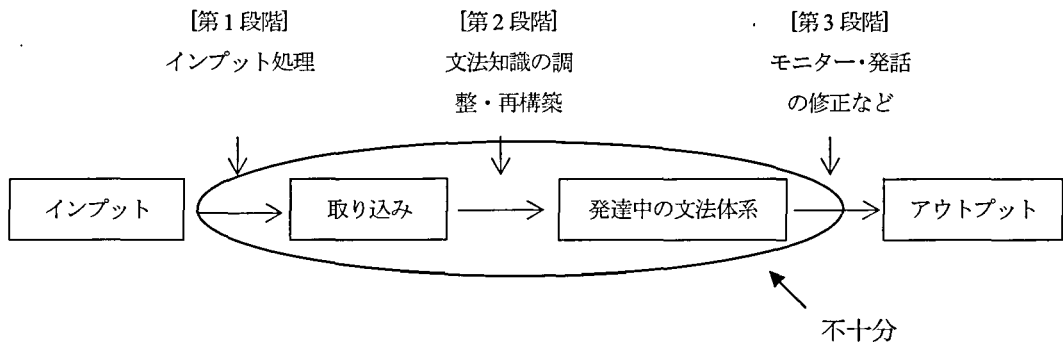 [第1段階]
インプット処理
[第2段階]
文法知識の調
整・再構築
[第3段階]
モニター・発話
の修正など
インプット
取り込み
発達中の文法体系
アウトプット
不十分